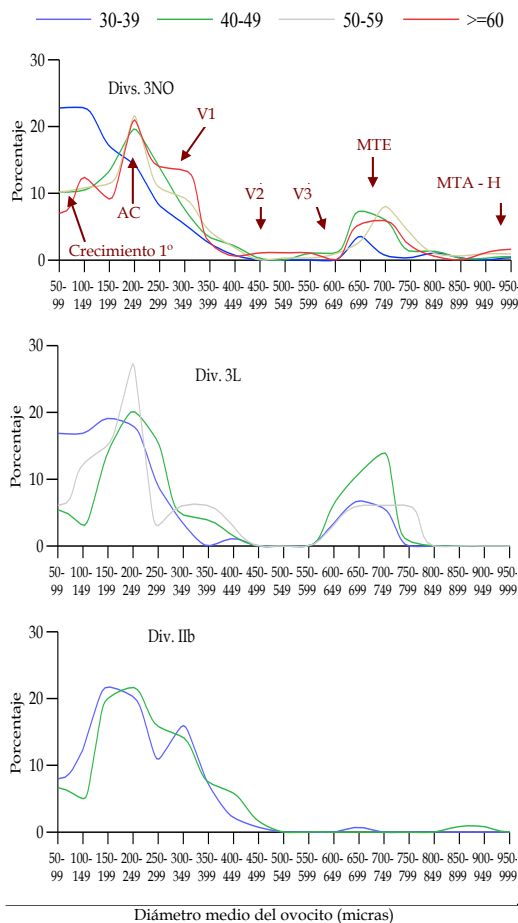 30-39 40-49 50-59 >=60
30
20
10
0
Porcentaje
Divs. 3NO
V1
AC
Crecimiento 1º
V2
V3
MTE
MTA - H
50- 100- 150- 200- 250- 300- 350- 400- 450- 500- 550- 600- 650- 700- 750- 800- 850- 900- 950-
99 149 199 249 299 349 399 449 499 549 599 649 699 749 799 849 899 949 999
30
20
10
0
Porcentaje
Div. 3L
50- 100- 150- 200- 250- 300- 350- 400- 450- 500- 550- 600- 650- 700- 750- 800- 850- 900- 950-
99 149 199 249 299 349 399 449 499 549 599 649 699 749 799 849 899 949 999
30
20
10
0
Porcentaje
Div. IIb
50- 100- 150- 200- 250- 300- 350- 400- 450- 500- 550- 600- 650- 700- 750- 800- 850- 900- 950-
99 149 199 249 299 349 399 449 499 549 599 649 699 749 799 849 899 949 999
Diámetro medio del ovocito (micras)